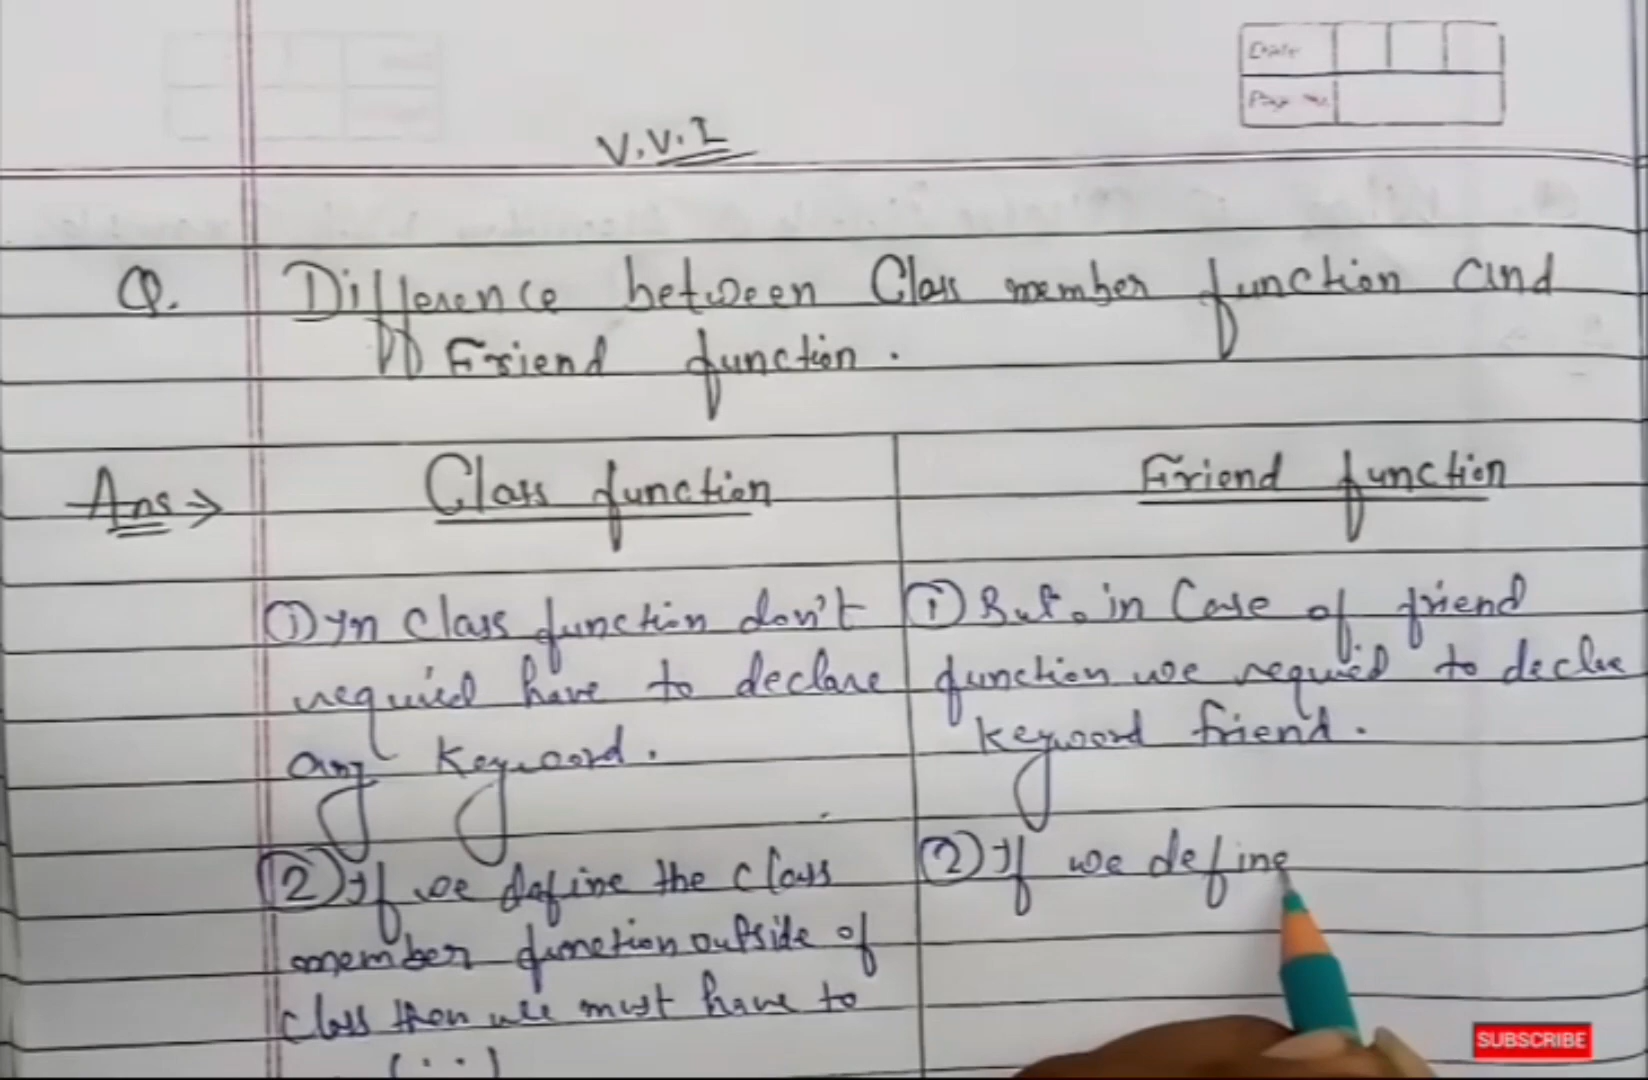 Date
Page No.
V.V.I
Q. Difference between Class member function and
Friend function.
Ans → Class function
① In class function don't
required have to declare
any keyword.
② If we define the class
member function outside of
class then we must have to
Friend function
① But, in Case of friend
function we required to declare
keyword friend.
② If we define
SUBSCRIBE